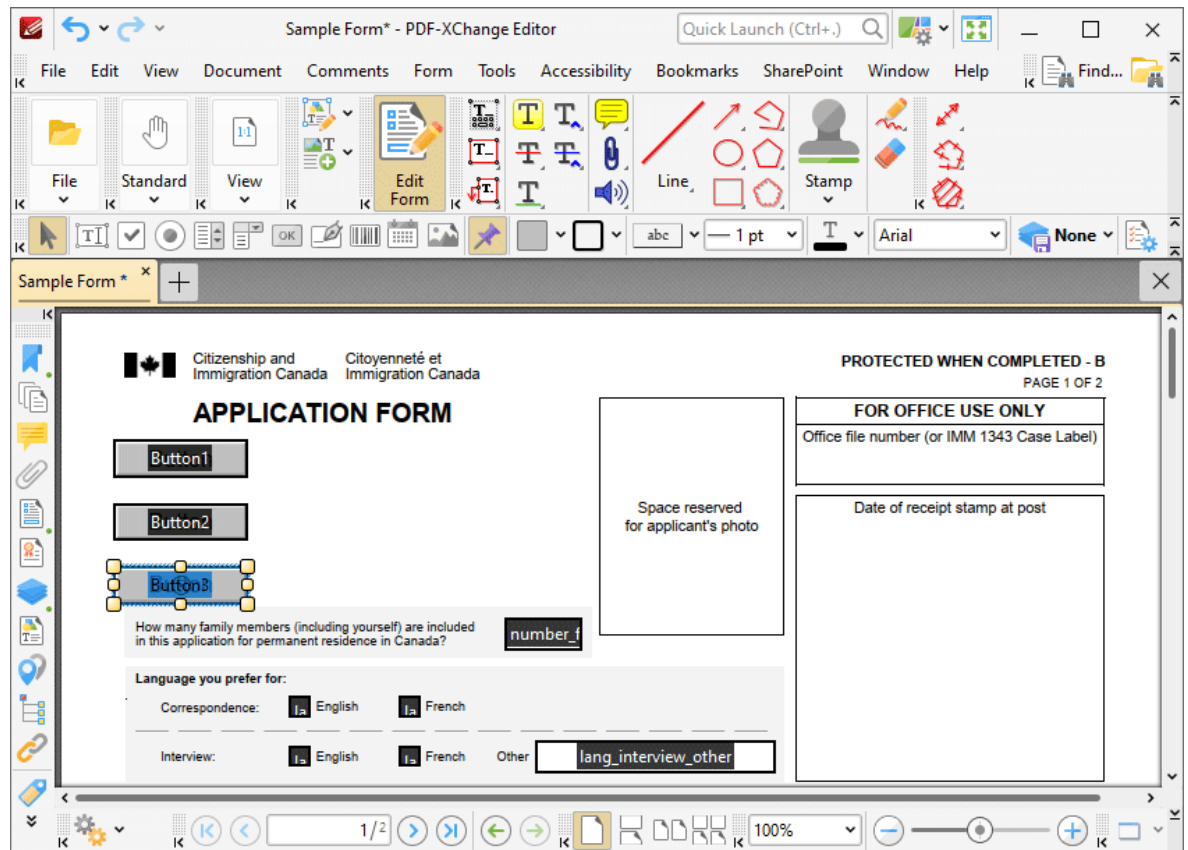 Sample Form* - PDF-XChange Editor
Quick Launch (Ctrl+.)
File Edit View Document Comments Form Tools Accessibility Bookmarks SharePoint Window Help Find...
File
Standard
View
Edit
Form
Line
Stamp
OK
abc
1 pt
T
Arial
None
Sample Form *
Citizenship and
Immigration Canada
Citoyenneté et
Immigration Canada
PROTECTED WHEN COMPLETED - B
PAGE 1 OF 2
APPLICATION FORM
FOR OFFICE USE ONLY
Office file number (or IMM 1343 Case Label)
Button1
Button2
Button3
Space reserved
for applicant's photo
Date of receipt stamp at post
How many family members (including yourself) are included
in this application for permanent residence in Canada?
number_f
Language you prefer for:
Correspondence: la English la French
Interview: la English la French Other lang_interview_other
1/2
100%